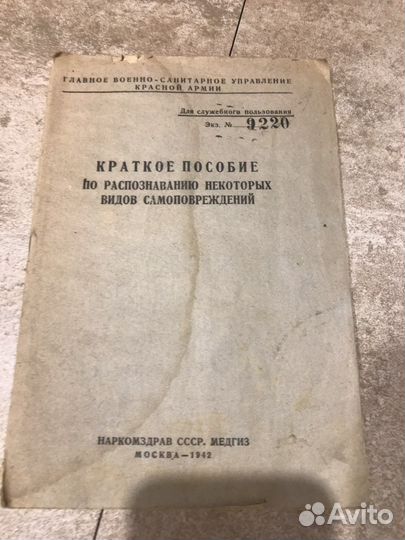 ГЛАВНОЕ ВОЕННО-САНИТАРНОЕ УПРАВЛЕНИЕ
КРАСНОЙ АРМИИ
Для служебного пользования
Экз. № 9220
КРАТКОЕ ПОСОБИЕ
ПО РАСПОЗНАВАНИЮ НЕКОТОРЫХ
ВИДОВ САМОПОВРЕЖДЕНИЙ
НАРКОМЗДРАВ СССР. МЕДГИЗ
МОСКВА—1942
Avito